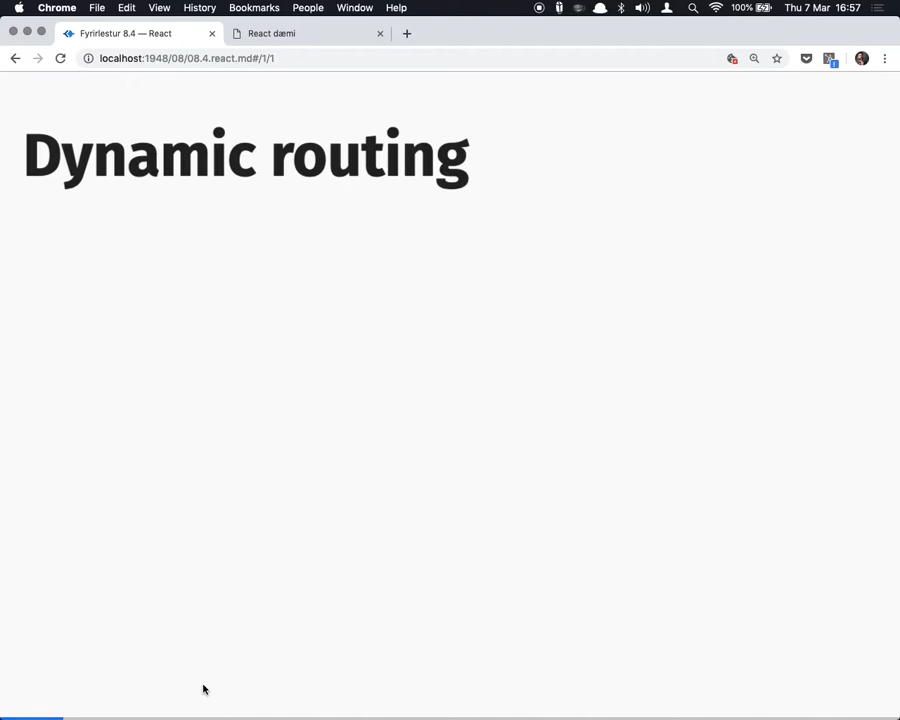 Chrome File Edit View History Bookmarks People Window Help 100% Thu 7 Mar 16:57
Fyrirlestur 8.4 — React React dæmi
localhost:1948/08/08.4.react.md#/1/1
Dynamic routing